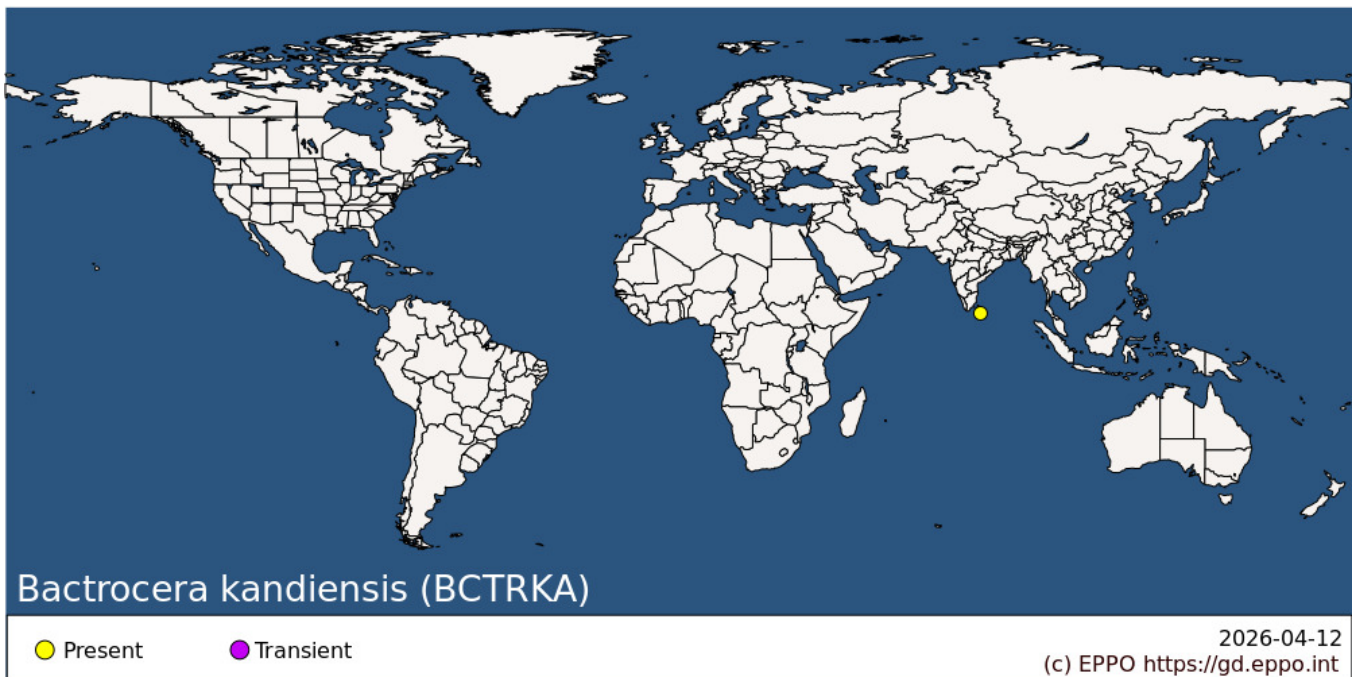 Bactrocera kandiensis (BCTRKA)
Present
Transient
2026-04-12
(c) EPPO https://gd.eppo.int